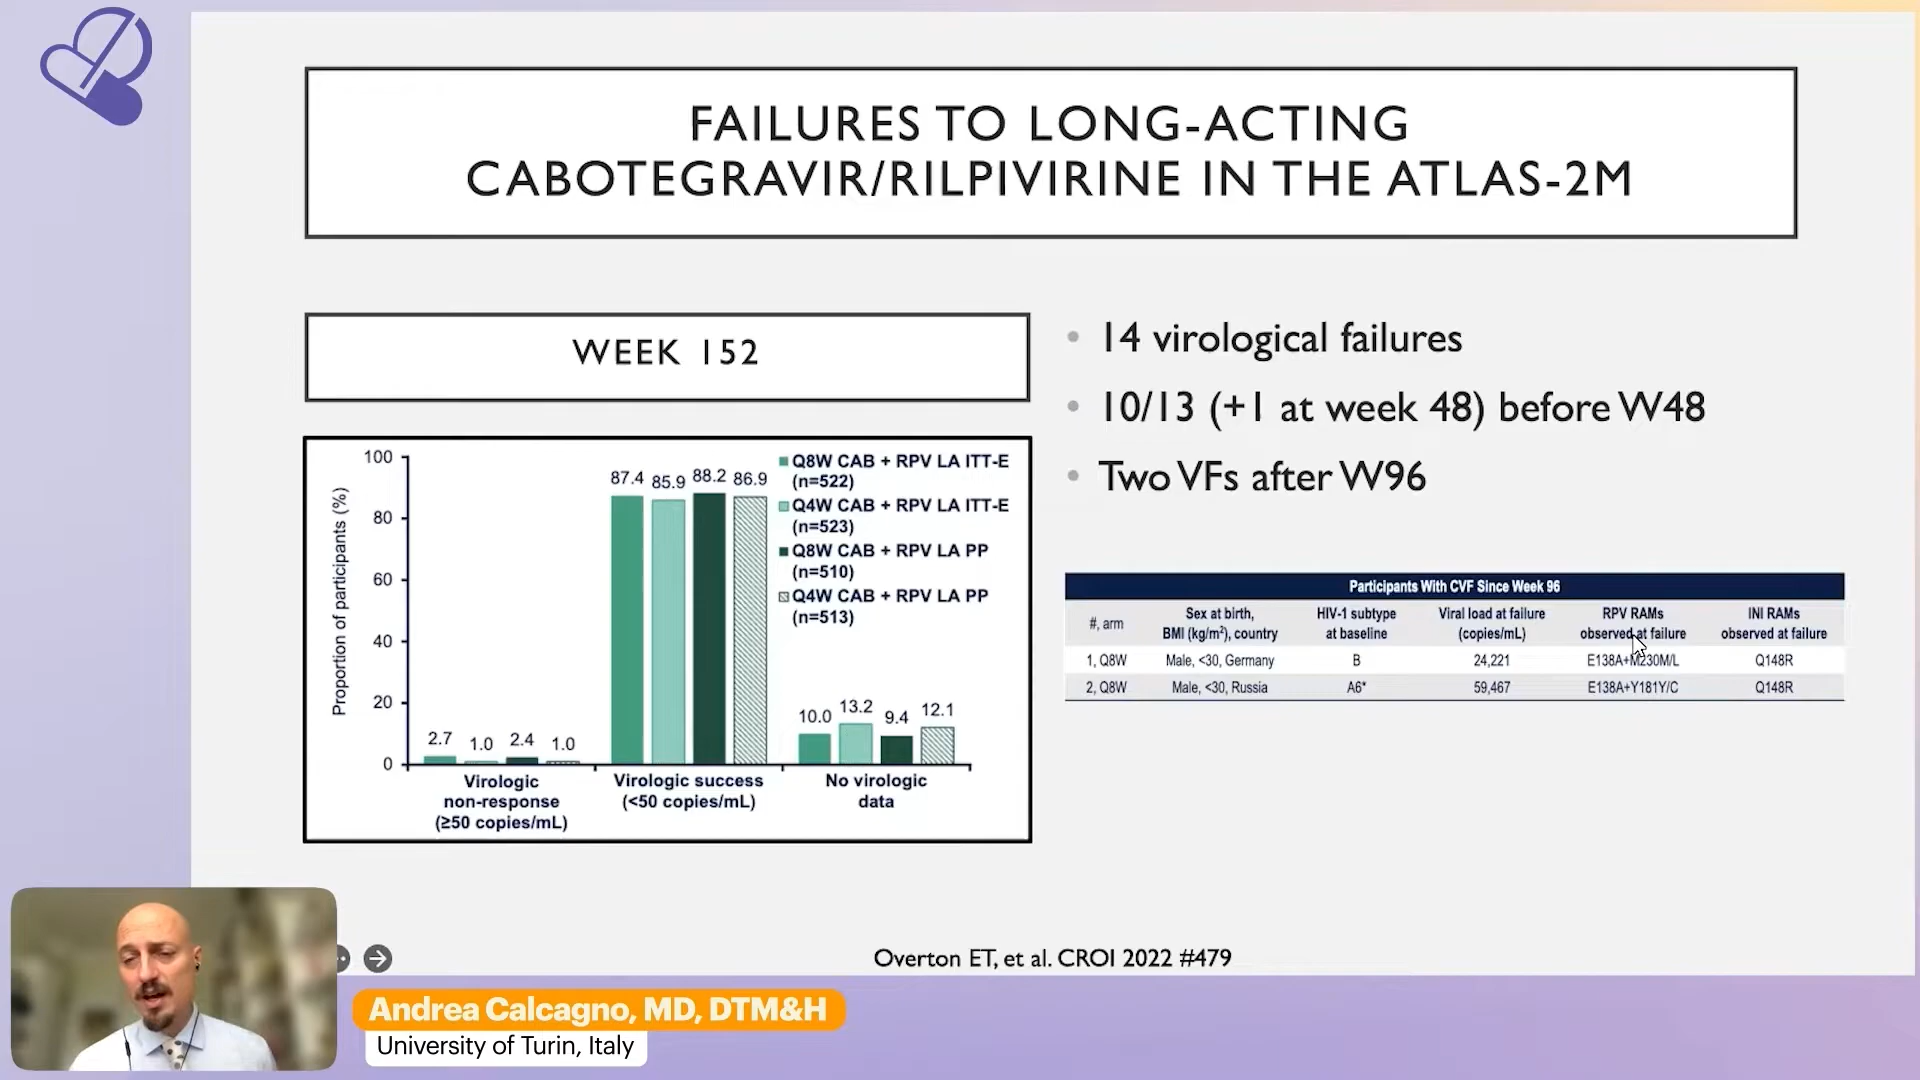 FAILURES TO LONG-ACTING
CABOTEGRAVIR/RILPIVIRINE IN THE ATLAS-2M
WEEK 152
Proportion of participants (%)
100
80
60
40
20
0
2.7 1.0 2.4 1.0
87.4 85.9 88.2 86.9
10.0 13.2 9.4 12.1
Virologic
non-response
(≥50 copies/mL)
Virologic success
(<50 copies/mL)
No virologic
data
Q8W CAB + RPV LA ITT-E
(n=522)
Q4W CAB + RPV LA ITT-E
(n=523)
Q8W CAB + RPV LA PP
(n=510)
Q4W CAB + RPV LA PP
(n=513)
• 14 virological failures
• 10/13 (+1 at week 48) before W48
• Two VFs after W96
Participants With CVF Since Week 96
#, arm
Sex at birth,
BMI (kg/m²), country
HIV-1 subtype
at baseline
Viral load at failure
(copies/mL)
RPV RAMs
observed at failure
INI RAMs
observed at failure
1, Q8W Male, <30, Germany B 24,221 E138A+M230M/L Q148R
2, Q8W Male, <30, Russia A6* 59,467 E138A+Y181Y/C Q148R
Overton ET, et al. CROI 2022 #479
Andrea Calcagno, MD, DTM&H
University of Turin, Italy